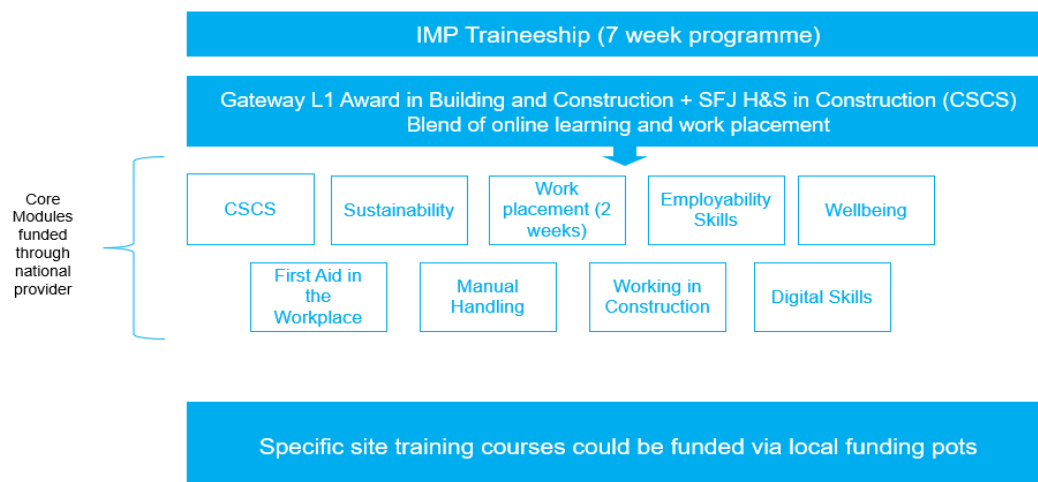 IMP Traineeship (7 week programme)
Gateway L1 Award in Building and Construction + SFJ H&S in Construction (CSCS)
Blend of online learning and work placement
Core
Modules
funded
through
national
provider
CSCS
Sustainability
Work
placement (2
weeks)
Employability
Skills
Wellbeing
First Aid in
the
Workplace
Manual
Handling
Working in
Construction
Digital Skills
Specific site training courses could be funded via local funding pots